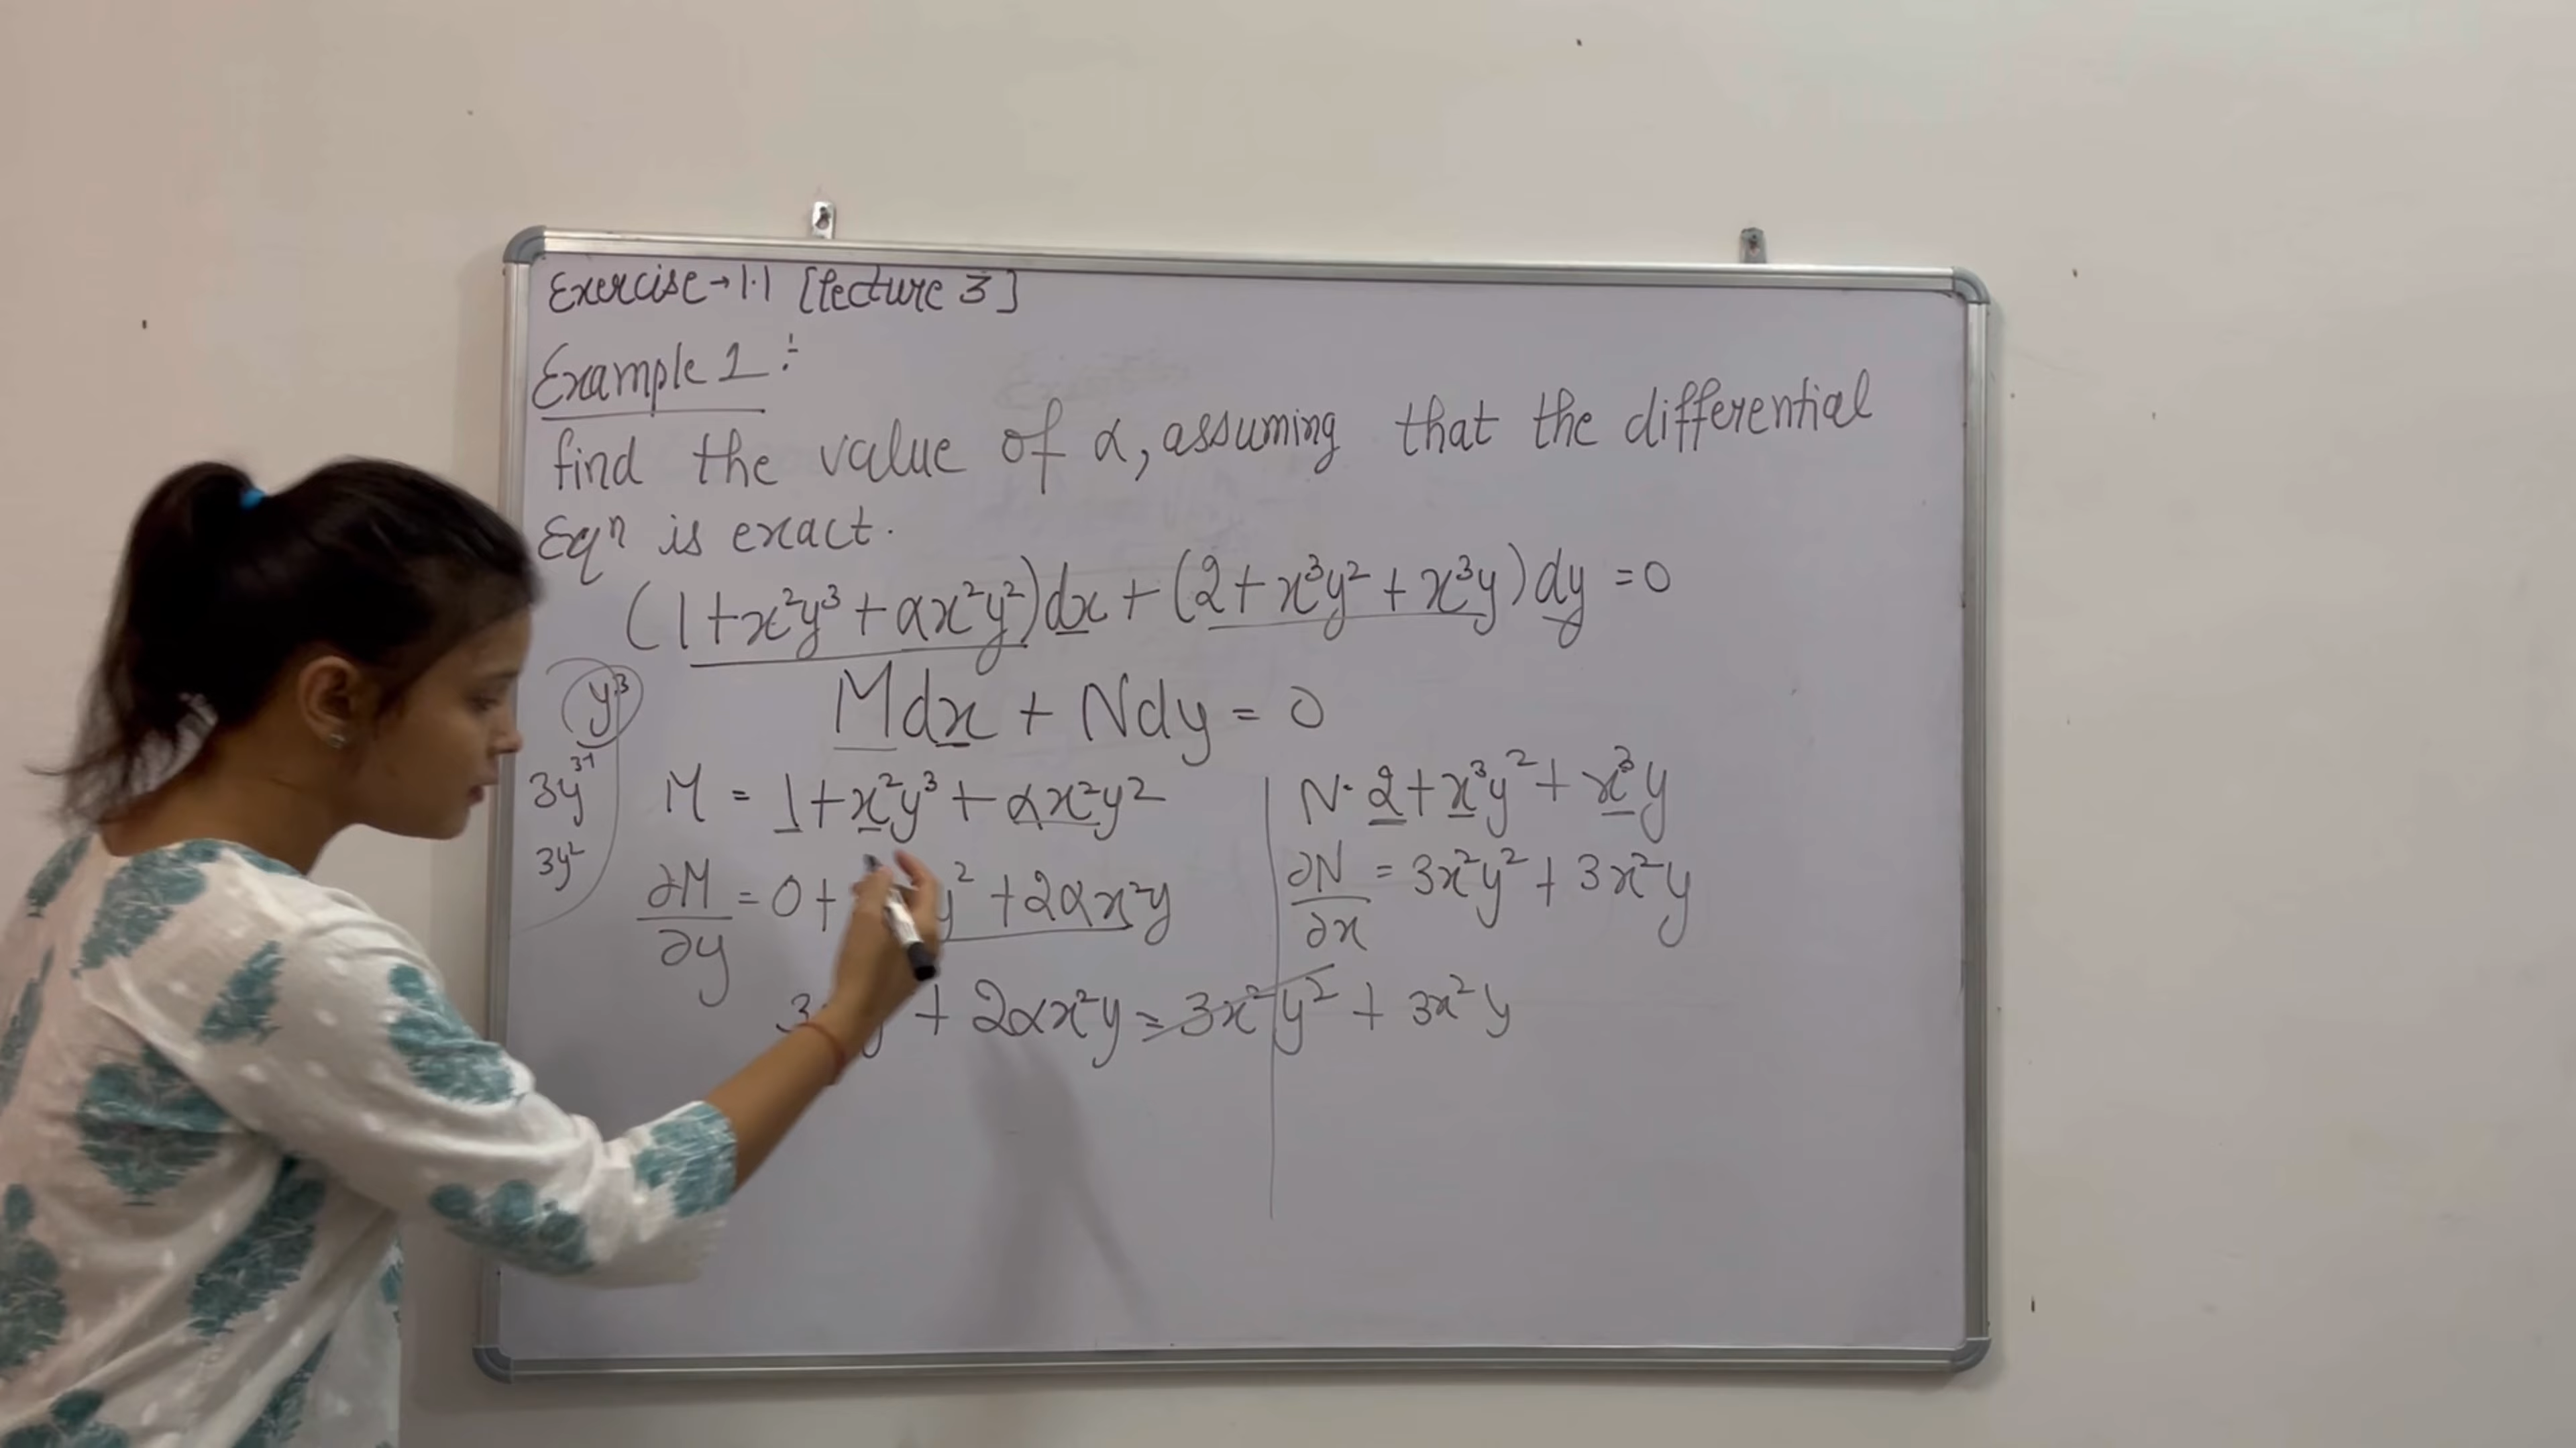 Exercise→1.1 [lecture 3]
Example 1 ÷
find the value of α, assuming that the differential
Eqⁿ is exact.
(1+x²y³+αx²y²)dx + (2+x³y²+x³y)dy = 0
y³
Mdx + Ndy = 0
3y³⁻¹
M = 1+x²y³+αx²y²
N· 2+x³y²+x³y
3y²
∂M/∂y = 0+ y² +2αx²y
∂N/∂x = 3x²y²+3x²y
3 y + 2αx²y = 3x²y² + 3x²y